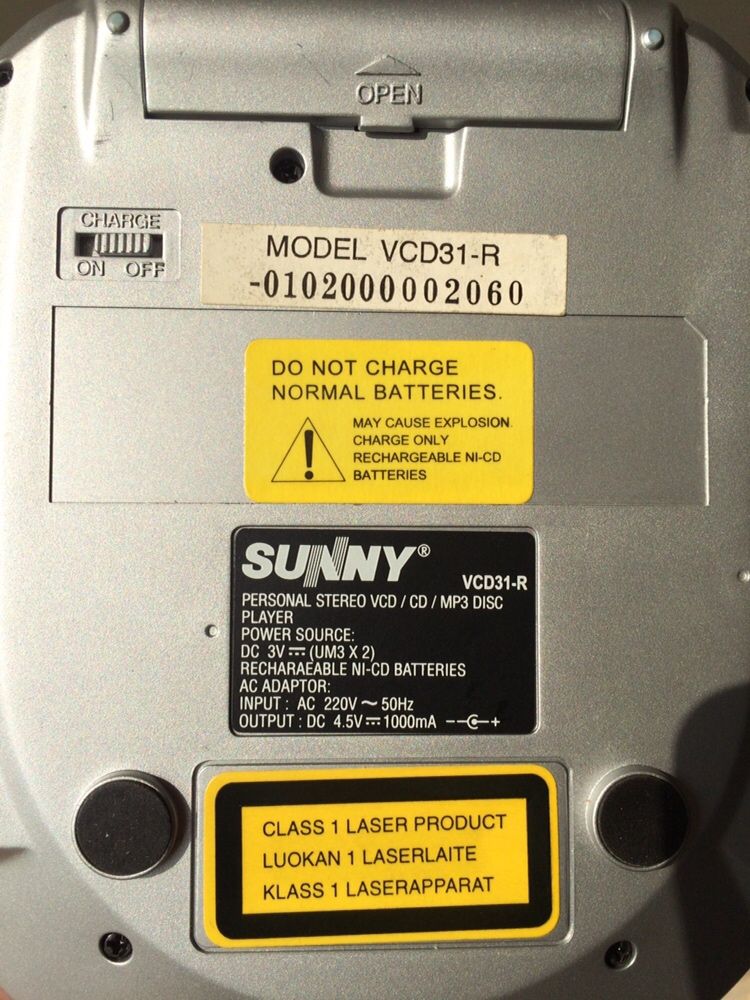 OPEN
CHARGE
ON OFF
MODEL VCD31-R
-0102000002060
DO NOT CHARGE
NORMAL BATTERIES.
MAY CAUSE EXPLOSION.
CHARGE ONLY
RECHARGEABLE NI-CD
BATTERIES
SUNNY®
VCD31-R
PERSONAL STEREO VCD / CD / MP3 DISC
PLAYER
POWER SOURCE:
DC 3V⎓(UM3 X 2)
RECHARAEABLE NI-CD BATTERIES
AC ADAPTOR:
INPUT : AC 220V ~ 50Hz
OUTPUT : DC 4.5V⎓1000mA
CLASS 1 LASER PRODUCT
LUOKAN 1 LASERLAITE
KLASS 1 LASERAPPARAT